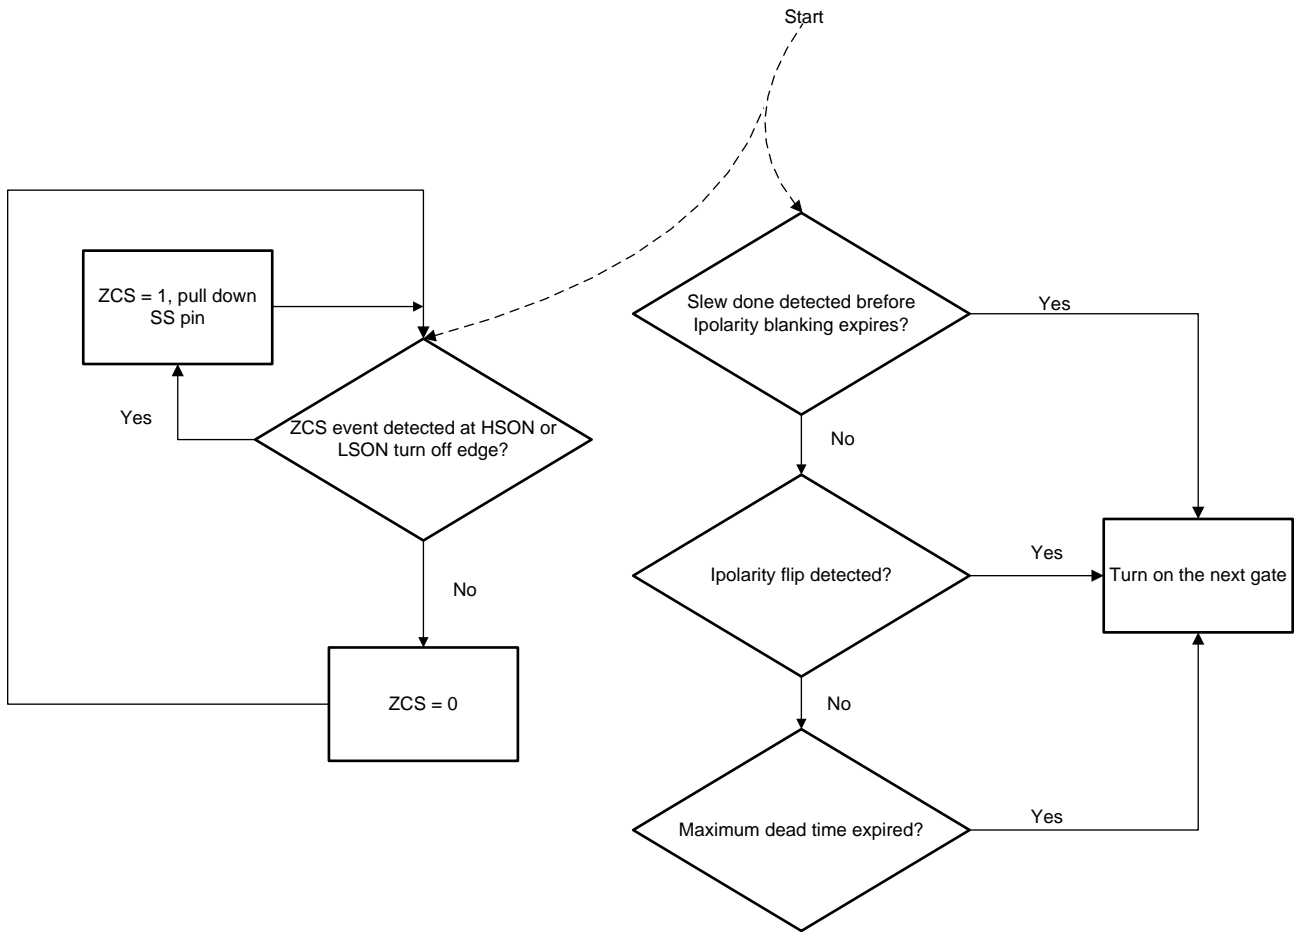 Start
ZCS = 1, pull down
SS pin
Yes
ZCS event detected at HSON or
LSON turn off edge?
No
ZCS = 0
Slew done detected brefore
Ipolarity blanking expires?
Yes
No
Ipolarity flip detected?
Yes
Turn on the next gate
No
Maximum dead time expired?
Yes